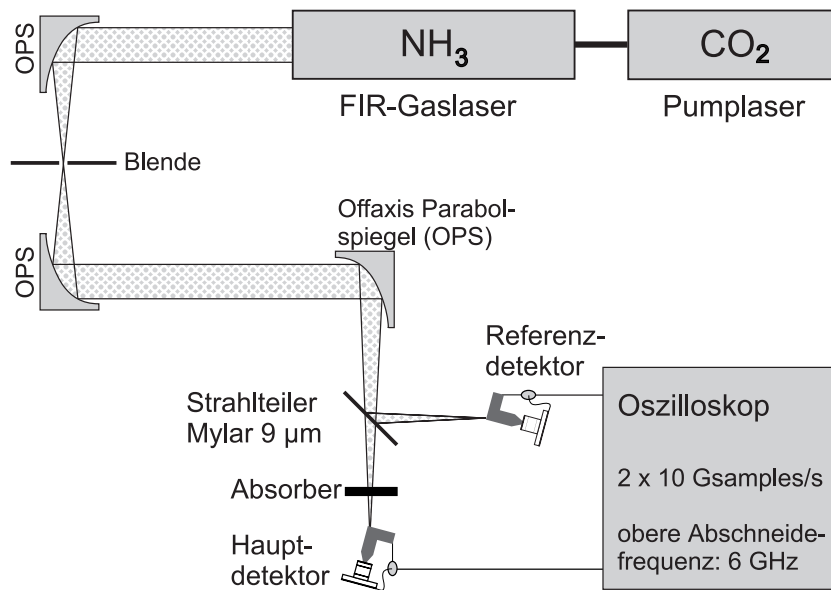 OPS
NH3
CO2
FIR-Gaslaser
Pumplaser
Blende
OPS
Offaxis Parabol-
spiegel (OPS)
Referenz-
detektor
Strahlteiler
Mylar 9 µm
Oszilloskop
2 x 10 Gsamples/s
obere Abschneide-
frequenz: 6 GHz
Absorber
Haupt-
detektor